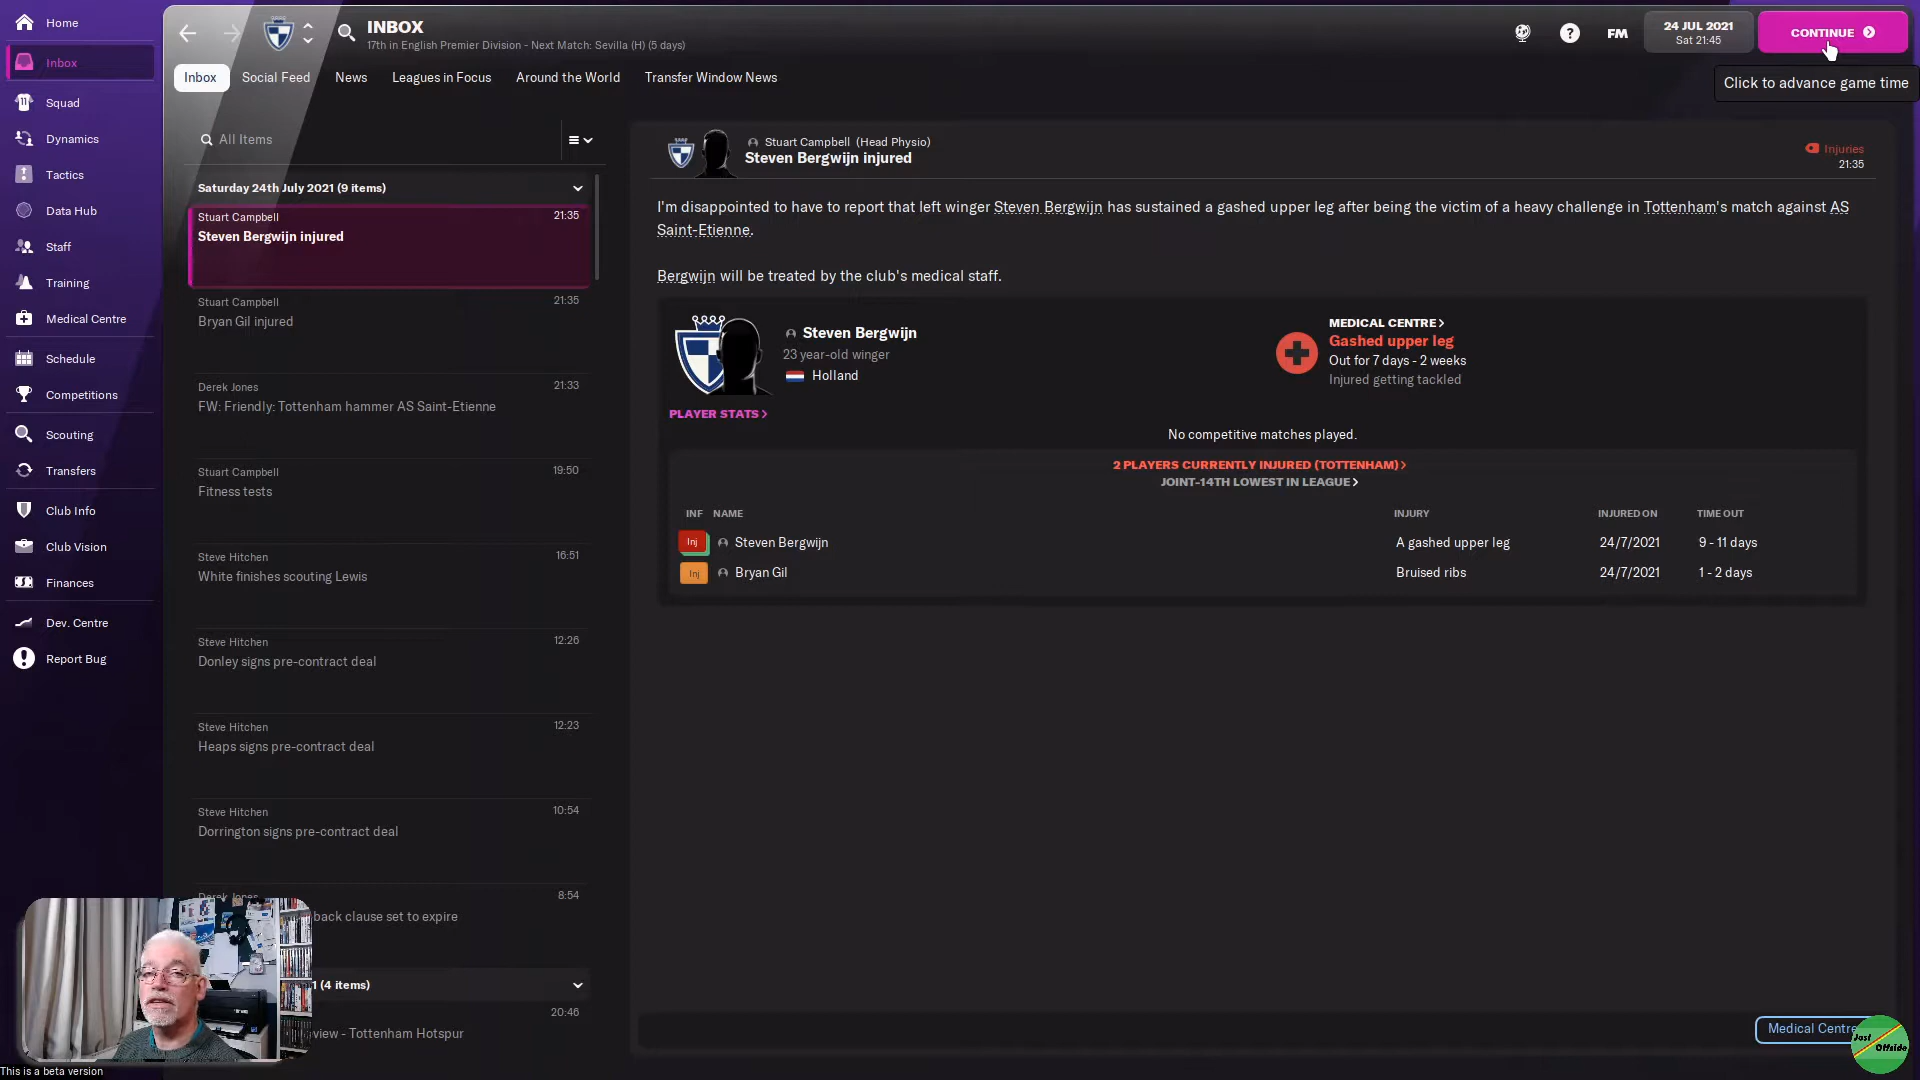 Home
Inbox
Squad
Dynamics
Tactics
Data Hub
Staff
Training
Medical Centre
Schedule
Competitions
Scouting
Transfers
Club Info
Club Vision
Finances
Dev. Centre
Report Bug
INBOX
17th in English Premier Division - Next Match: Sevilla (H) (5 days)
FM
24 JUL 2021
Sat 21:45
CONTINUE
Click to advance game time
Inbox
Social Feed
News
Leagues in Focus
Around the World
Transfer Window News
All Items
Saturday 24th July 2021 (9 items)
Stuart Campbell 21:35
Steven Bergwijn injured
Stuart Campbell 21:35
Bryan Gil injured
Derek Jones 21:33
FW: Friendly: Tottenham hammer AS Saint-Etienne
Stuart Campbell 19:50
Fitness tests
Steve Hitchen 16:51
White finishes scouting Lewis
Steve Hitchen 12:26
Donley signs pre-contract deal
Steve Hitchen 12:23
Heaps signs pre-contract deal
Steve Hitchen 10:54
Dorrington signs pre-contract deal
Derek Jones 8:54
back clause set to expire
1 (4 items)
20:46
view - Tottenham Hotspur
Stuart Campbell (Head Physio)
Steven Bergwijn injured
Injuries
21:35
I'm disappointed to have to report that left winger Steven Bergwijn has sustained a gashed upper leg after being the victim of a heavy challenge in Tottenham's match against AS
Saint-Etienne.
Bergwijn will be treated by the club's medical staff.
Steven Bergwijn
23 year-old winger
Holland
PLAYER STATS >
MEDICAL CENTRE >
Gashed upper leg
Out for 7 days - 2 weeks
Injured getting tackled
No competitive matches played.
2 PLAYERS CURRENTLY INJURED (TOTTENHAM) >
JOINT-14TH LOWEST IN LEAGUE >
INF NAME INJURY INJURED ON TIME OUT
Inj Steven Bergwijn A gashed upper leg 24/7/2021 9 - 11 days
Inj Bryan Gil Bruised ribs 24/7/2021 1 - 2 days
Medical Centre
Just
Offside
This is a beta version